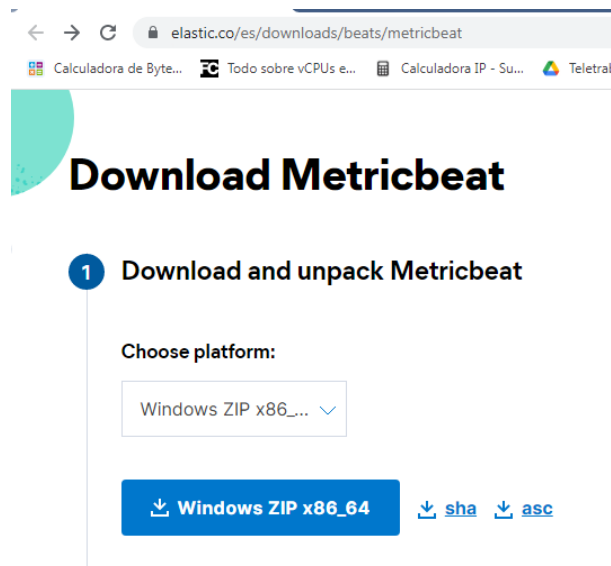 elastic.co/es/downloads/beats/metricbeat
Calculadora de Byte... Todo sobre vCPUs e... Calculadora IP - Su... Teletral
Download Metricbeat
1 Download and unpack Metricbeat
Choose platform:
Windows ZIP x86_...
Windows ZIP x86_64 sha asc